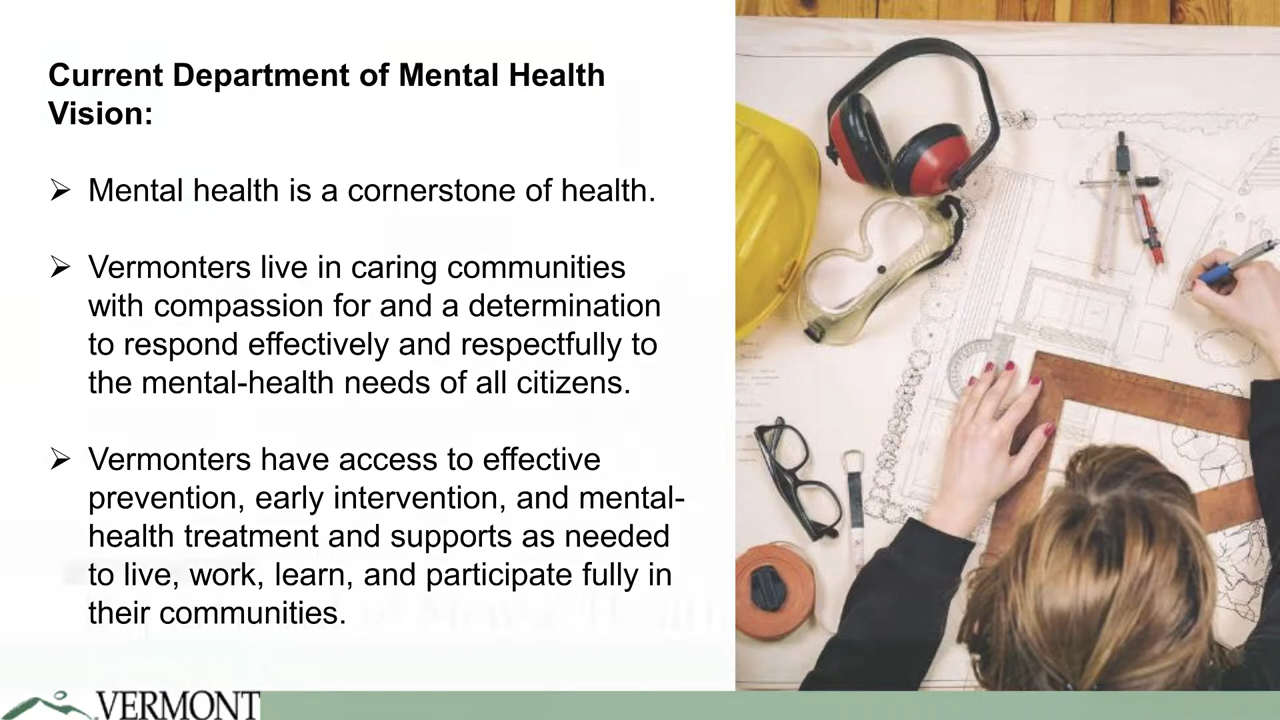 Current Department of Mental Health
Vision:
➢ Mental health is a cornerstone of health.
➢ Vermonters live in caring communities
with compassion for and a determination
to respond effectively and respectfully to
the mental-health needs of all citizens.
➢ Vermonters have access to effective
prevention, early intervention, and mental-
health treatment and supports as needed
to live, work, learn, and participate fully in
their communities.
VERMONT